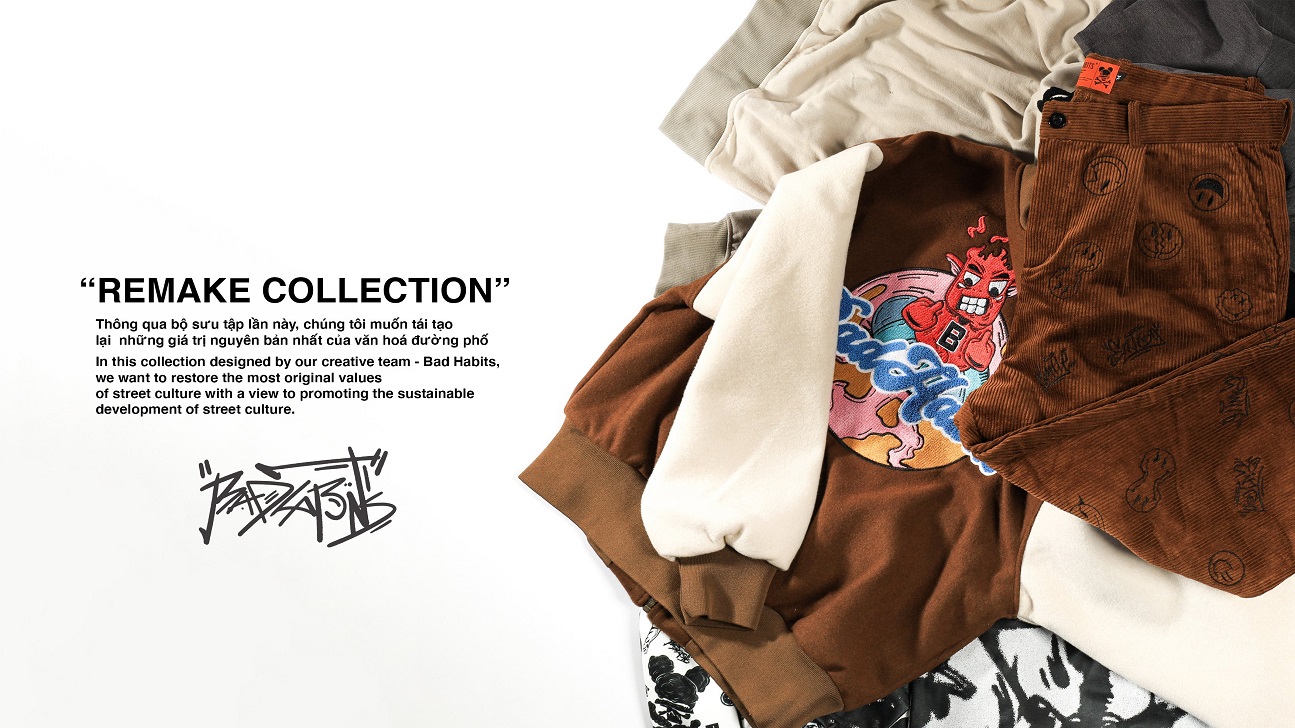 “REMAKE COLLECTION”
Thông qua bộ sưu tập lần này, chúng tôi muốn tái tạo
lại  những giá trị nguyên bản nhất của văn hoá đường phố
In this collection designed by our creative team - Bad Habits,
we want to restore the most original values
of street culture with a view to promoting the sustainable
development of street culture.
B